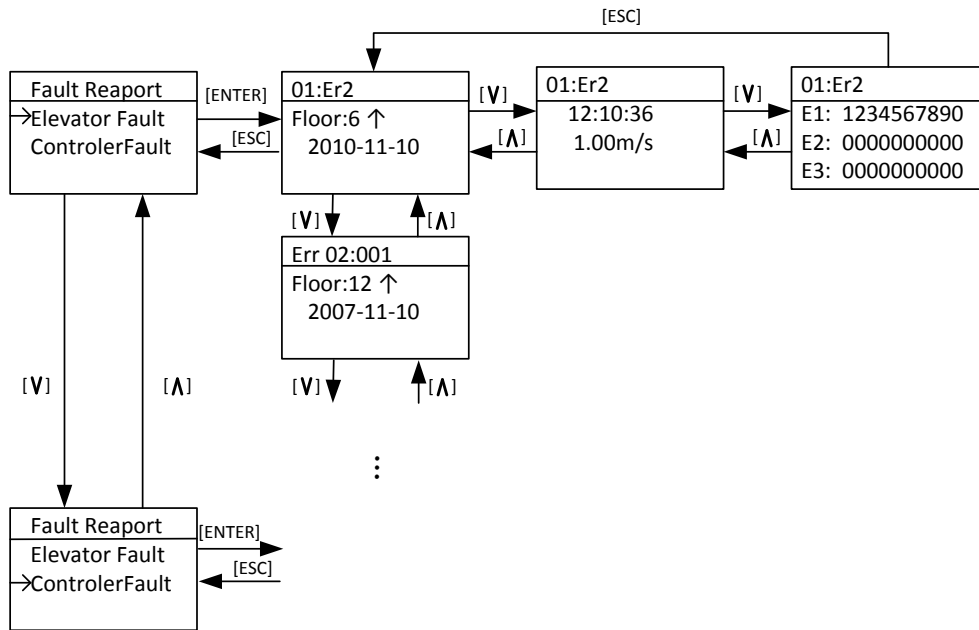 [ESC]
Fault Reaport
→Elevator Fault
ControlerFault
[ENTER]
[ESC]
01:Er2
Floor:6 ↑
2010-11-10
[V]
[Λ]
01:Er2
12:10:36
1.00m/s
[V]
[Λ]
01:Er2
E1: 1234567890
E2: 0000000000
E3: 0000000000
[V]
[Λ]
Err 02:001
Floor:12 ↑
2007-11-10
[V]
[Λ]
[V]
[Λ]
⋮
Fault Reaport
Elevator Fault
→ControlerFault
[ENTER]
[ESC]